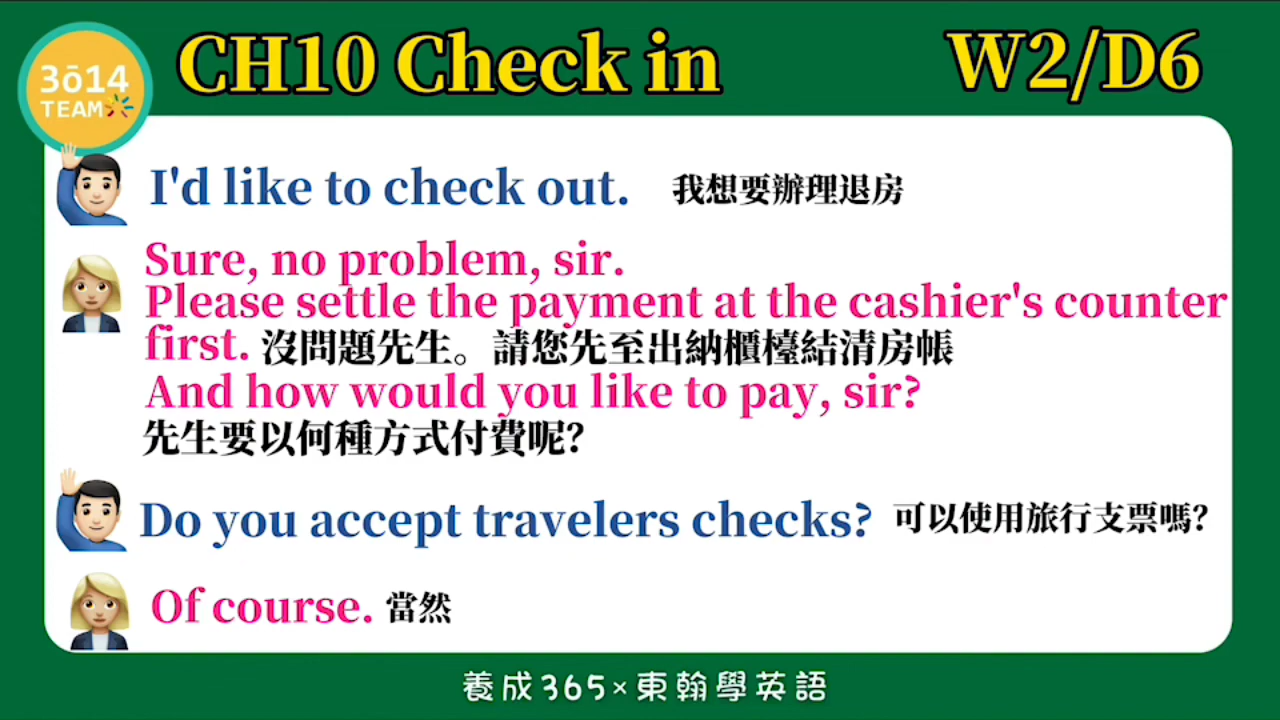 3ō14
TEAM
CH10 Check in
W2/D6
I'd like to check out. 我想要辦理退房
Sure, no problem, sir.
Please settle the payment at the cashier's counter
first. 沒問題先生。請您先至出納櫃檯結清房帳
And how would you like to pay, sir?
先生要以何種方式付費呢?
Do you accept travelers checks? 可以使用旅行支票嗎?
Of course. 當然
養成365×東翰學英語